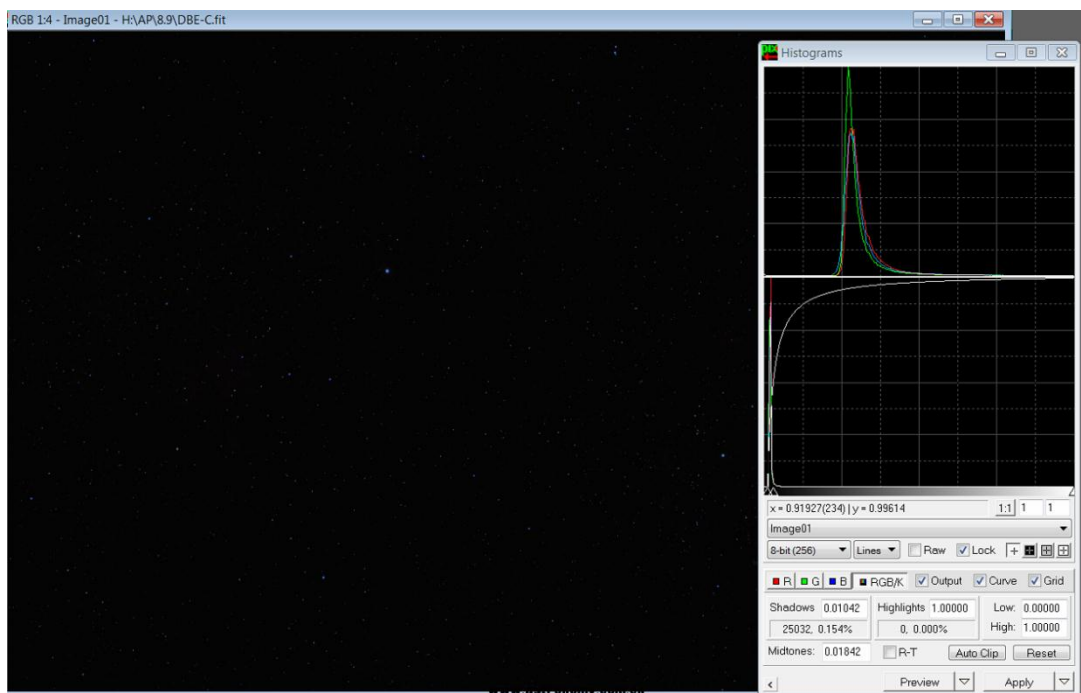 RGB 1:4 - Image01 - H:\AP\8.9\DBE-C.fit
Histograms
x = 0.91927(234) | y = 0.99614 1:1 1 1
Image01
8-bit (256) Lines Raw Lock
R G B RGB/K Output Curve Grid
Shadows 0.01042 Highlights 1.00000 Low: 0.00000
25032, 0.154% 0, 0.000% High: 1.00000
Midtones: 0.01842 R-T Auto Clip Reset
< Preview Apply